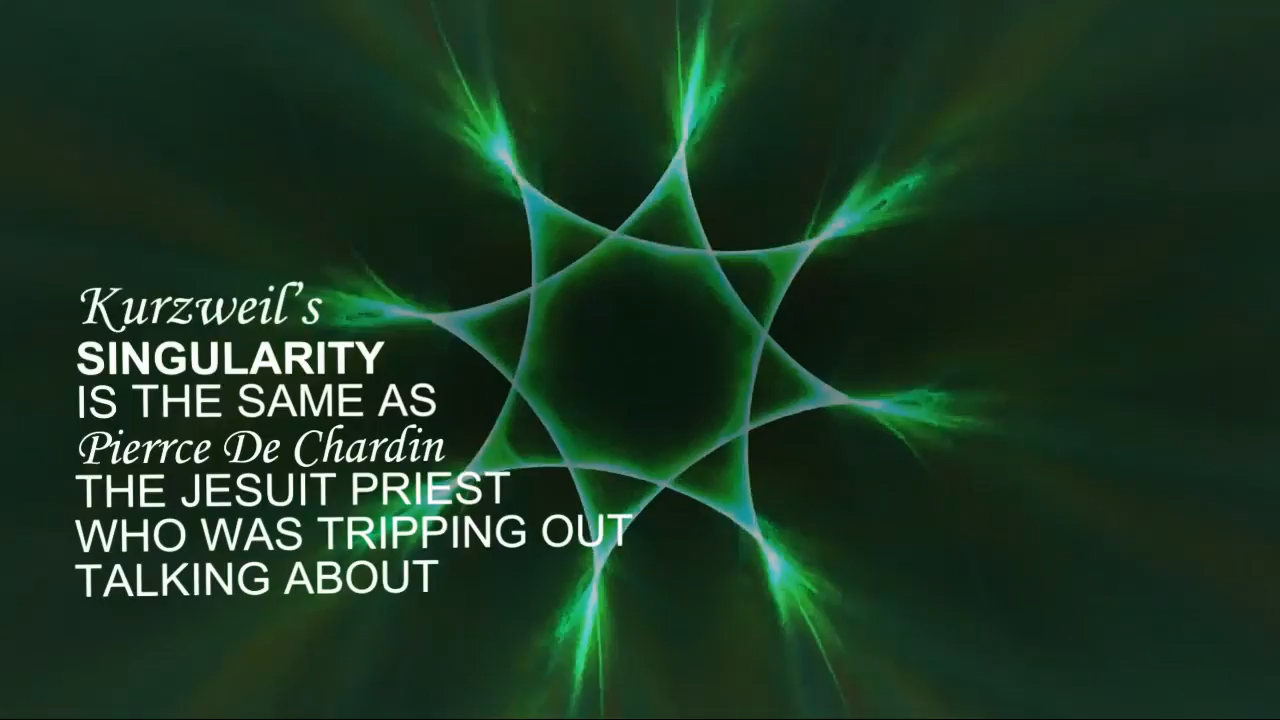 Kurzweil's
SINGULARITY
IS THE SAME AS
Pierrce De Chardin
THE JESUIT PRIEST
WHO WAS TRIPPING OUT
TALKING ABOUT